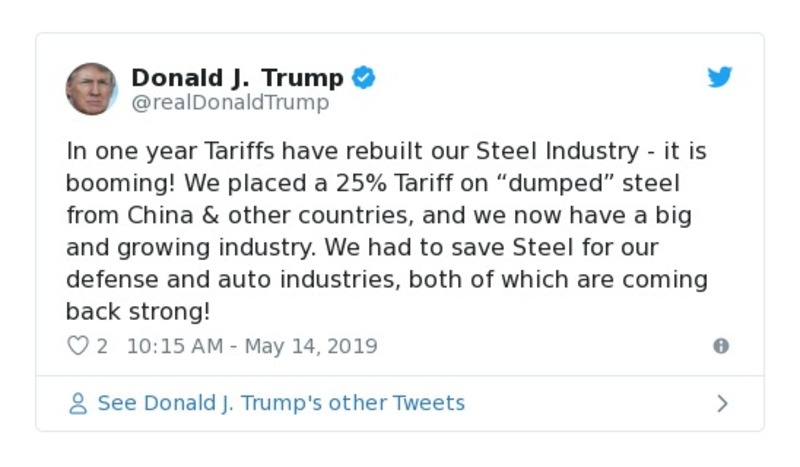 Donald J. Trump
@realDonaldTrump
In one year Tariffs have rebuilt our Steel Industry - it is
booming! We placed a 25% Tariff on “dumped” steel
from China & other countries, and we now have a big
and growing industry. We had to save Steel for our
defense and auto industries, both of which are coming
back strong!
2 10:15 AM - May 14, 2019
See Donald J. Trump's other Tweets